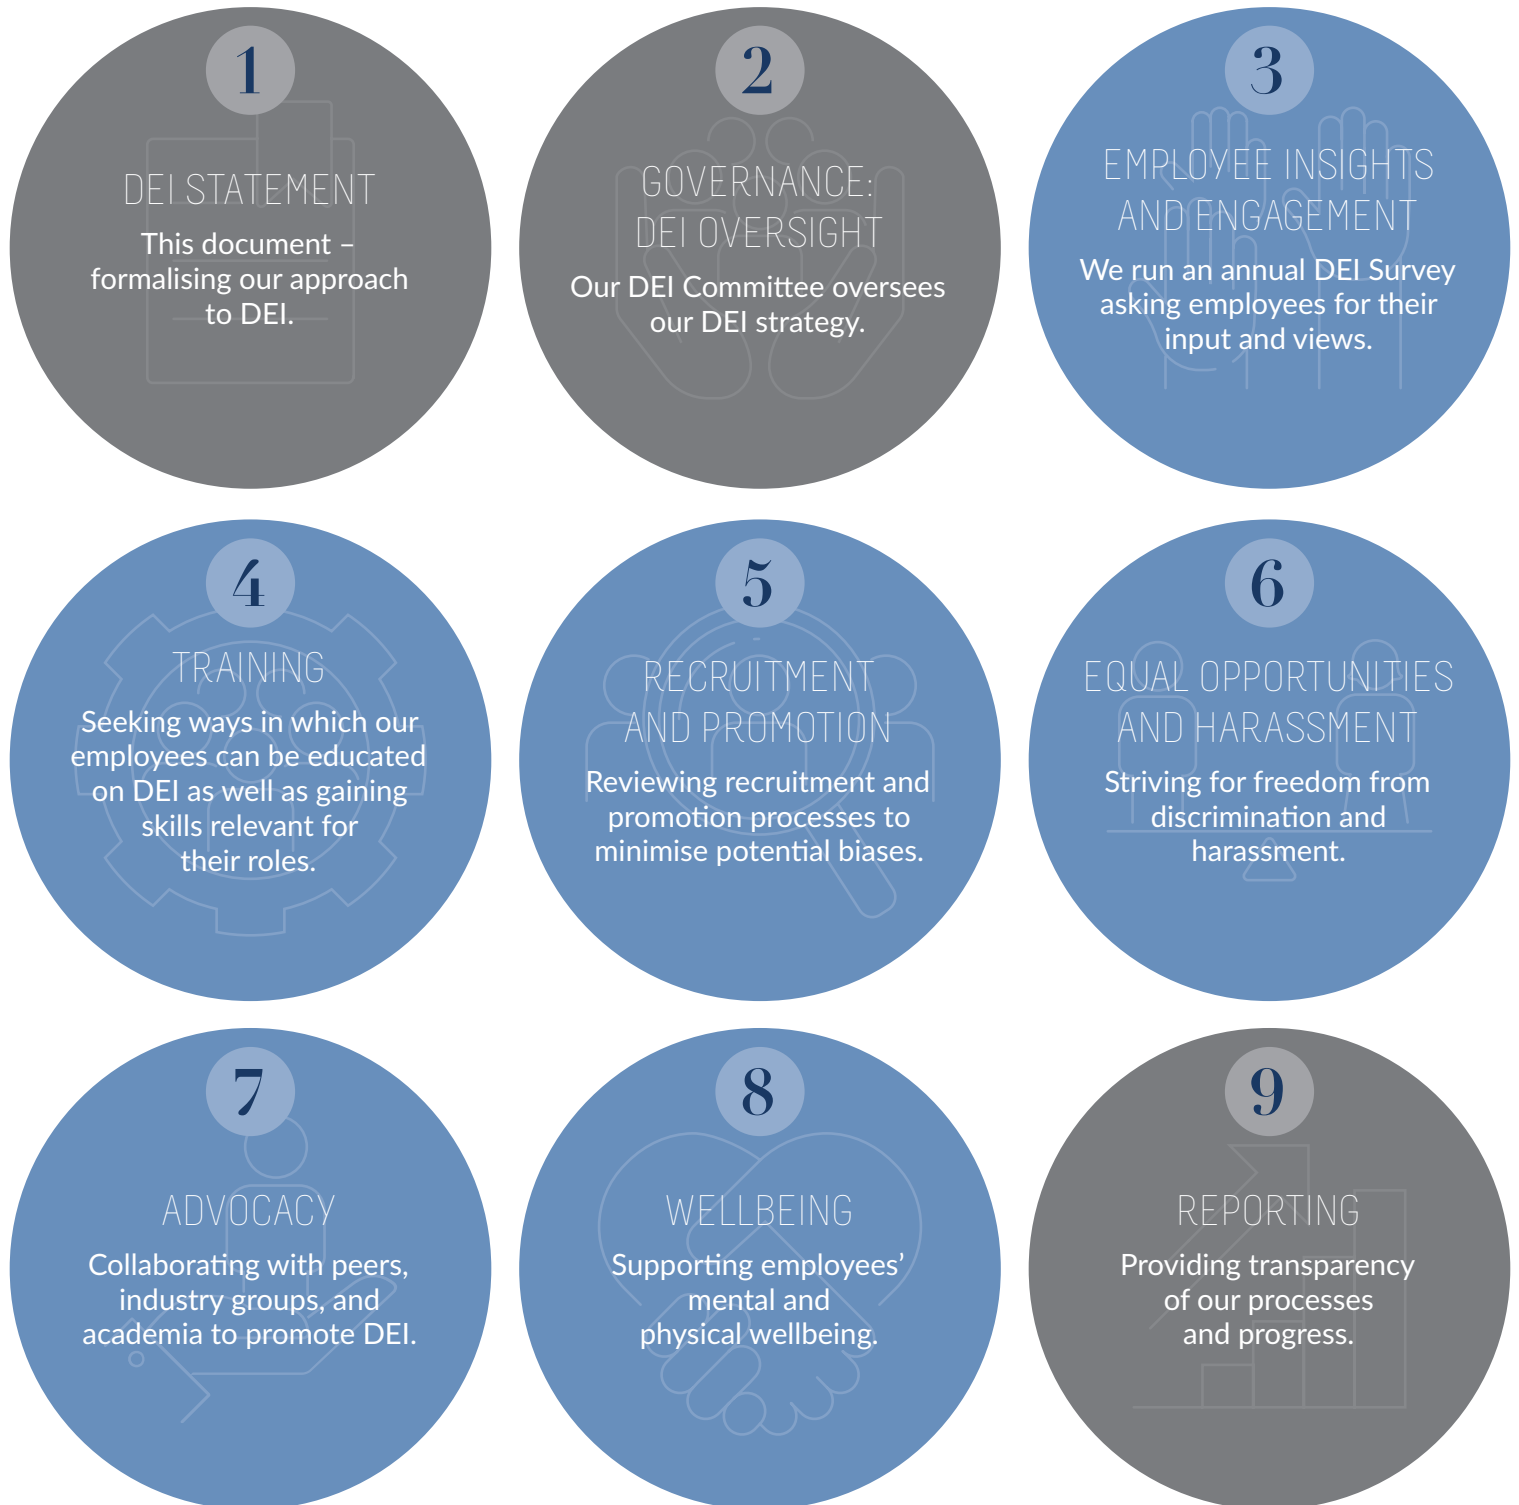 1
DEI STATEMENT
This document –
formalising our approach
to DEI.
2
GOVERNANCE:
DEI OVERSIGHT
Our DEI Committee oversees
our DEI strategy.
3
EMPLOYEE INSIGHTS
AND ENGAGEMENT
We run an annual DEI Survey
asking employees for their
input and views.
4
TRAINING
Seeking ways in which our
employees can be educated
on DEI as well as gaining
skills relevant for
their roles.
5
RECRUITMENT
AND PROMOTION
Reviewing recruitment and
promotion processes to
minimise potential biases.
6
EQUAL OPPORTUNITIES
AND HARASSMENT
Striving for freedom from
discrimination and
harassment.
7
ADVOCACY
Collaborating with peers,
industry groups, and
academia to promote DEI.
8
WELLBEING
Supporting employees’
mental and
physical wellbeing.
9
REPORTING
Providing transparency
of our processes
and progress.